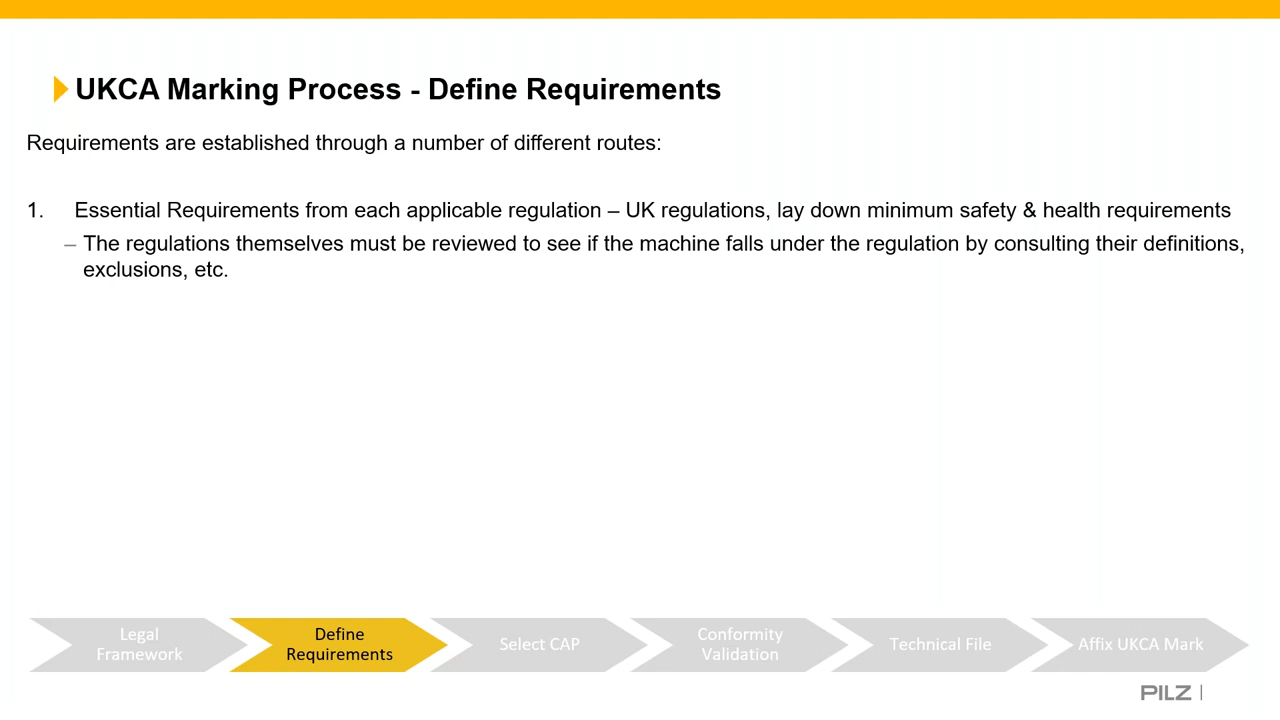 UKCA Marking Process - Define Requirements
Requirements are established through a number of different routes:
1. Essential Requirements from each applicable regulation – UK regulations, lay down minimum safety & health requirements
– The regulations themselves must be reviewed to see if the machine falls under the regulation by consulting their definitions,
exclusions, etc.
Legal
Framework
Define
Requirements
Select CAP
Conformity
Validation
Technical File
Affix UKCA Mark
PILZ |